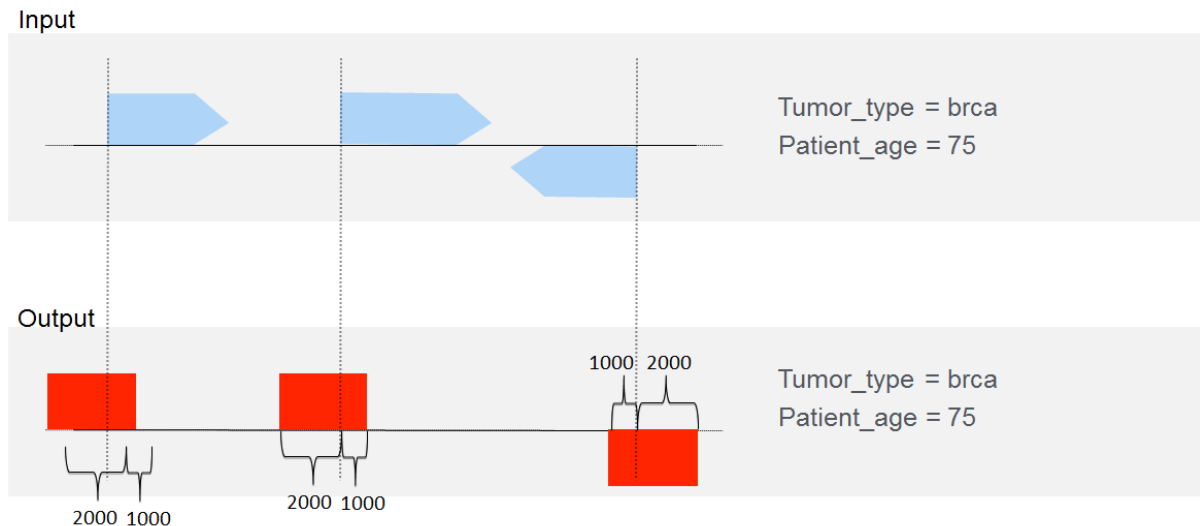 Input
Tumor_type = brca
Patient_age = 75
Output
1000 2000
Tumor_type = brca
Patient_age = 75
2000 1000
2000 1000